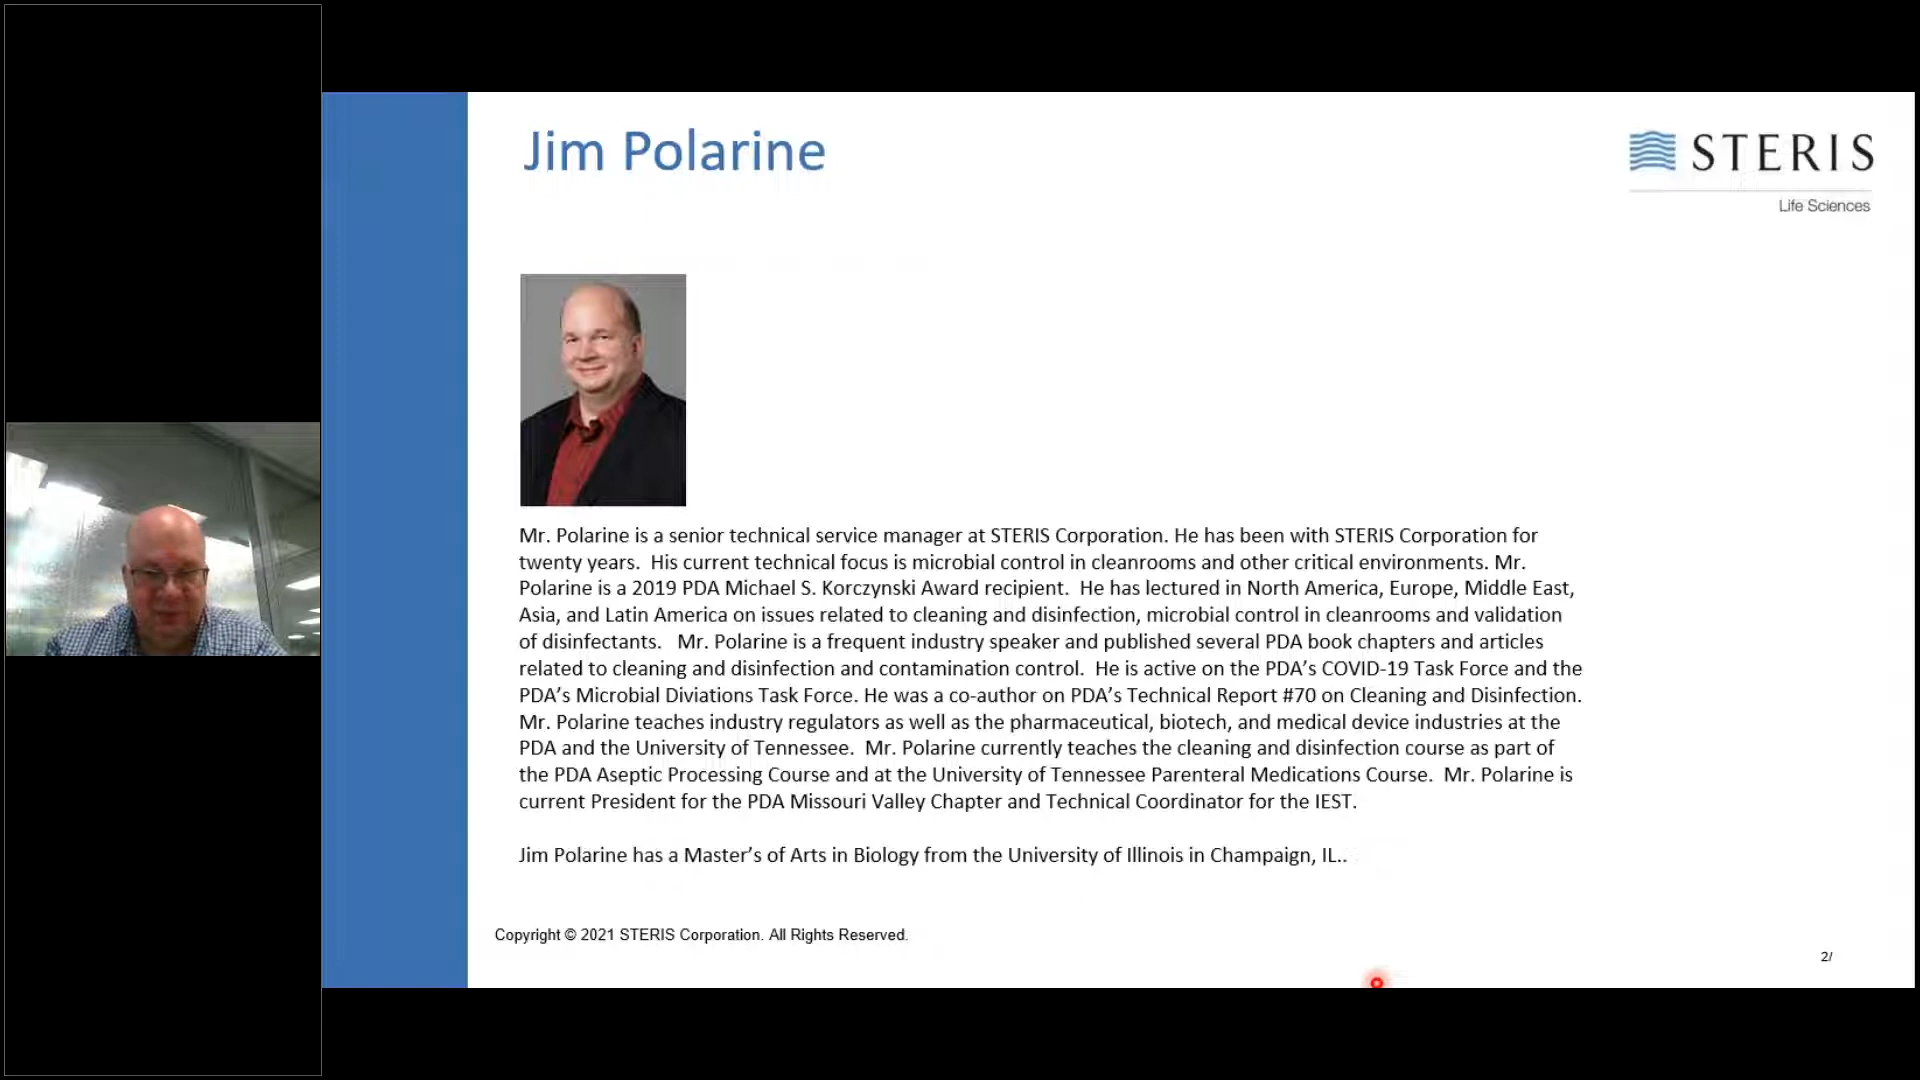 Jim Polarine
STERIS
Life Sciences
Mr. Polarine is a senior technical service manager at STERIS Corporation. He has been with STERIS Corporation for
twenty years.  His current technical focus is microbial control in cleanrooms and other critical environments. Mr.
Polarine is a 2019 PDA Michael S. Korczynski Award recipient.  He has lectured in North America, Europe, Middle East,
Asia, and Latin America on issues related to cleaning and disinfection, microbial control in cleanrooms and validation
of disinfectants.   Mr. Polarine is a frequent industry speaker and published several PDA book chapters and articles
related to cleaning and disinfection and contamination control.  He is active on the PDA’s COVID-19 Task Force and the
PDA’s Microbial Diviations Task Force. He was a co-author on PDA’s Technical Report #70 on Cleaning and Disinfection.
Mr. Polarine teaches industry regulators as well as the pharmaceutical, biotech, and medical device industries at the
PDA and the University of Tennessee.  Mr. Polarine currently teaches the cleaning and disinfection course as part of
the PDA Aseptic Processing Course and at the University of Tennessee Parenteral Medications Course.  Mr. Polarine is
current President for the PDA Missouri Valley Chapter and Technical Coordinator for the IEST.
Jim Polarine has a Master’s of Arts in Biology from the University of Illinois in Champaign, IL..
Copyright © 2021 STERIS Corporation. All Rights Reserved.
2/